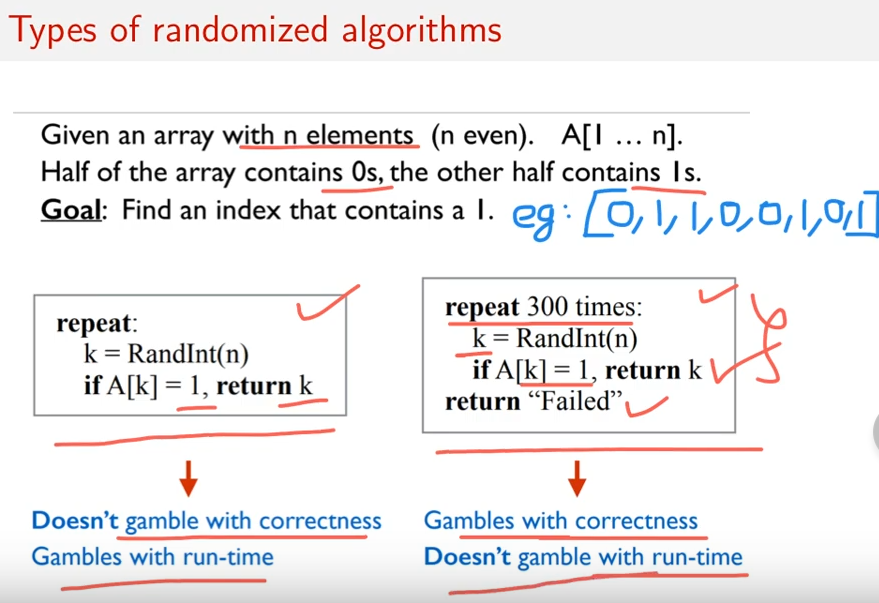 Types of randomized algorithms
Given an array with n elements (n even). A[1 ... n].
Half of the array contains 0s, the other half contains 1s.
Goal: Find an index that contains a 1.
eg: [0, 1, 1, 0, 0, 1, 0, 1]
repeat:
k = RandInt(n)
if A[k] = 1, return k
Doesn't gamble with correctness
Gambles with run-time
repeat 300 times:
k = RandInt(n)
if A[k] = 1, return k
return “Failed”
Gambles with correctness
Doesn't gamble with run-time